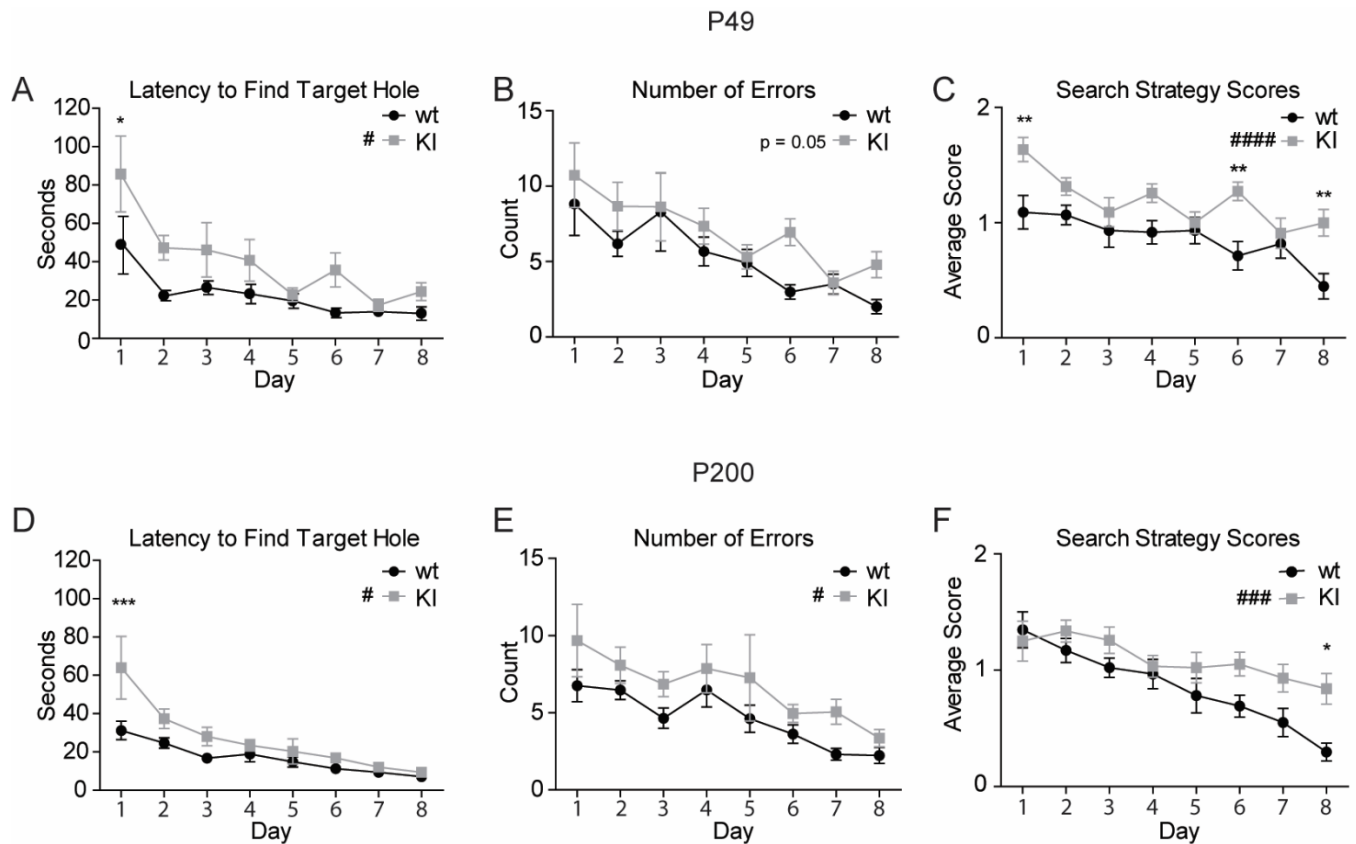 P49
A
Latency to Find Target Hole
120
100
80
60
40
20
0
Seconds
*
wt
# KI
1 2 3 4 5 6 7 8
Day
B
Number of Errors
15
10
5
0
Count
wt
p = 0.05 KI
1 2 3 4 5 6 7 8
Day
C
Search Strategy Scores
2
1
0
Average Score
**
wt
#### KI
**
**
1 2 3 4 5 6 7 8
Day
P200
D
Latency to Find Target Hole
120
100
80
60
40
20
0
Seconds
***
wt
# KI
1 2 3 4 5 6 7 8
Day
E
Number of Errors
15
10
5
0
Count
wt
# KI
1 2 3 4 5 6 7 8
Day
F
Search Strategy Scores
2
1
0
Average Score
wt
### KI
*
1 2 3 4 5 6 7 8
Day